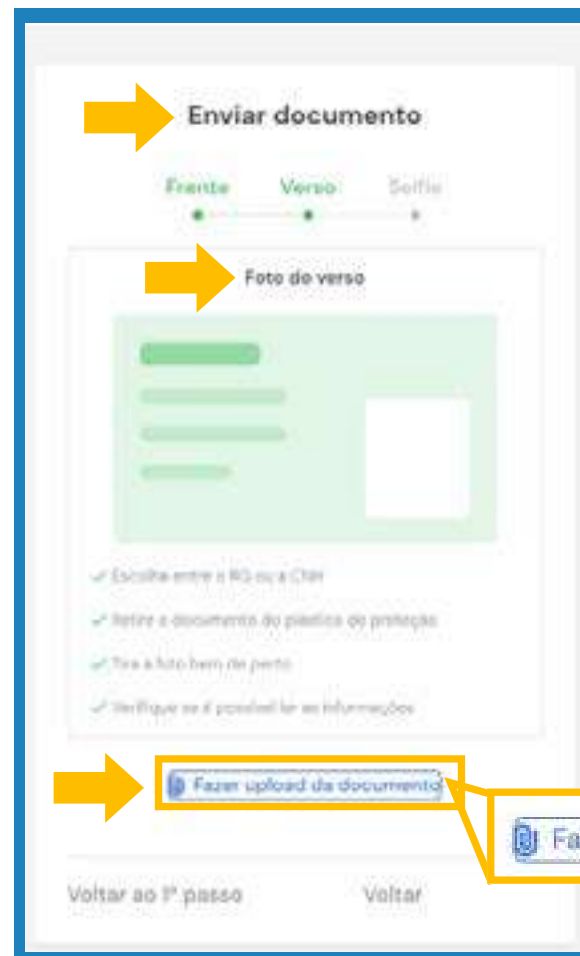 Enviar documento
Frente Verso Selfie
Foto do verso
Escolha entre o RG ou a CNH
Retire o documento do plástico de proteção
Tire a foto bem de perto
Verifique se é possível ler as informações
Fazer upload da documento
Fa
Voltar ao 1º passo Voltar